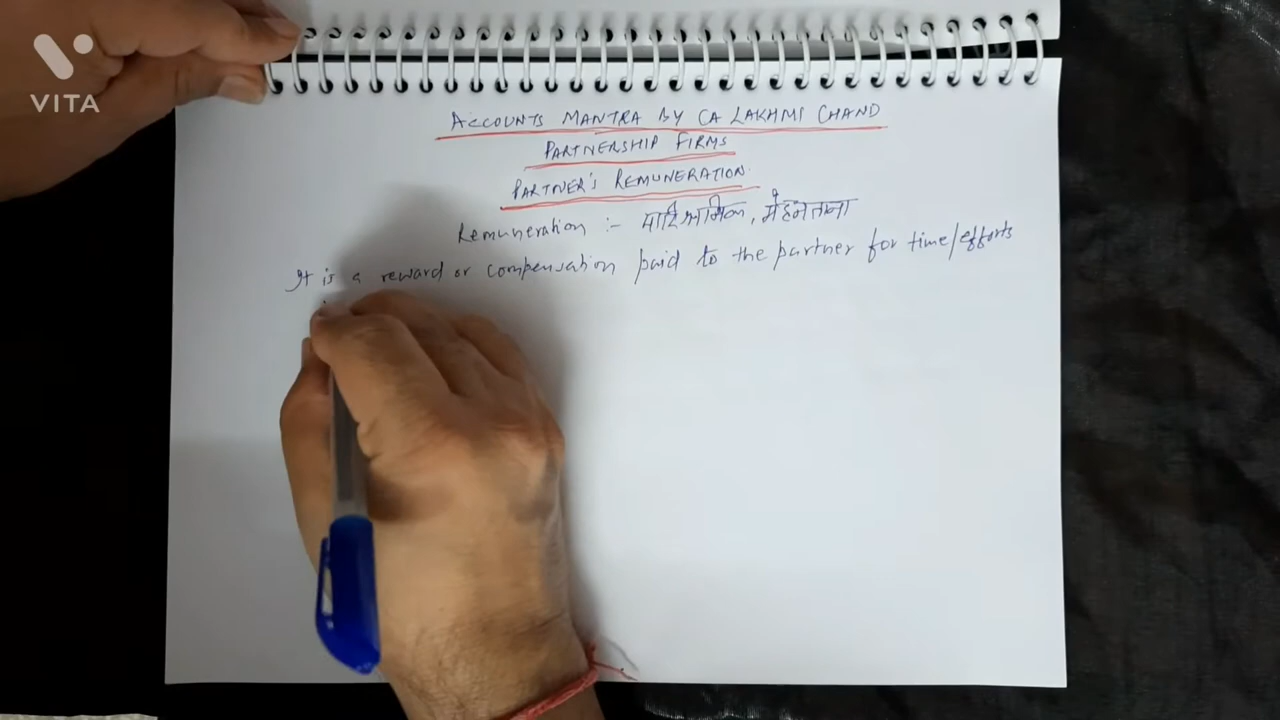 VITA
ACCOUNTS MANTRA BY CA LAKHMI CHAND
PARTNERSHIP FIRMS
PARTNER'S REMUNERATION
Remuneration :- पारिश्रमिक, मेहनताना
It is a reward or compensation paid to the partner for time/efforts